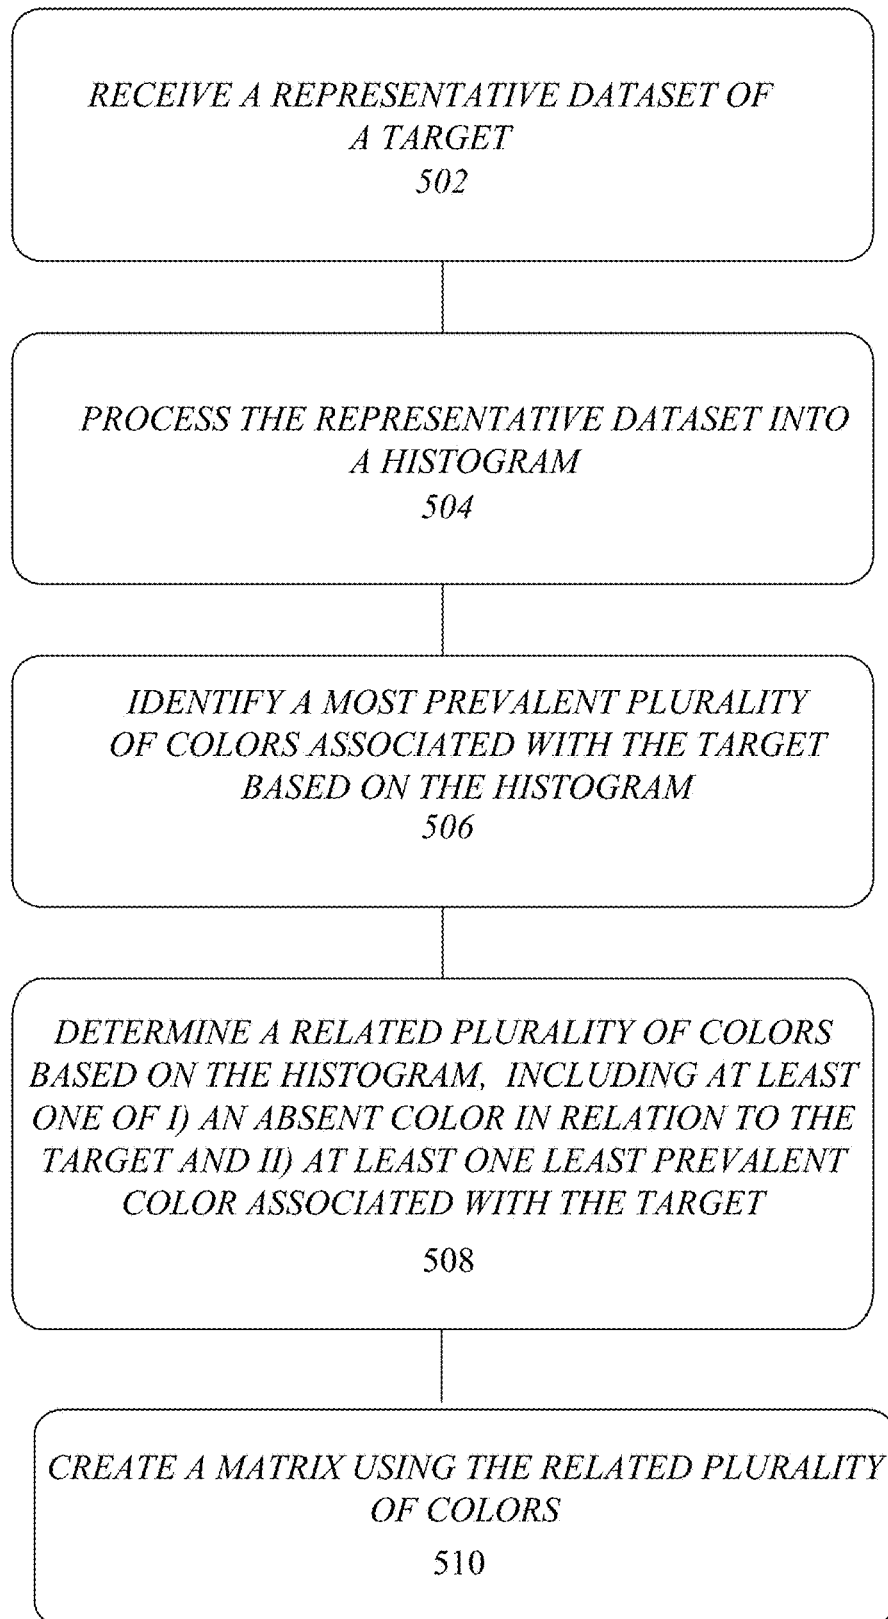 RECEIVE A REPRESENTATIVE DATASET OF
A TARGET
502
PROCESS THE REPRESENTATIVE DATASET INTO
A HISTOGRAM
504
IDENTIFY A MOST PREVALENT PLURALITY
OF COLORS ASSOCIATED WITH THE TARGET
BASED ON THE HISTOGRAM
506
DETERMINE A RELATED PLURALITY OF COLORS
BASED ON THE HISTOGRAM, INCLUDING AT LEAST
ONE OF I) AN ABSENT COLOR IN RELATION TO THE
TARGET AND II) AT LEAST ONE LEAST PREVALENT
COLOR ASSOCIATED WITH THE TARGET
508
CREATE A MATRIX USING THE RELATED PLURALITY
OF COLORS
510